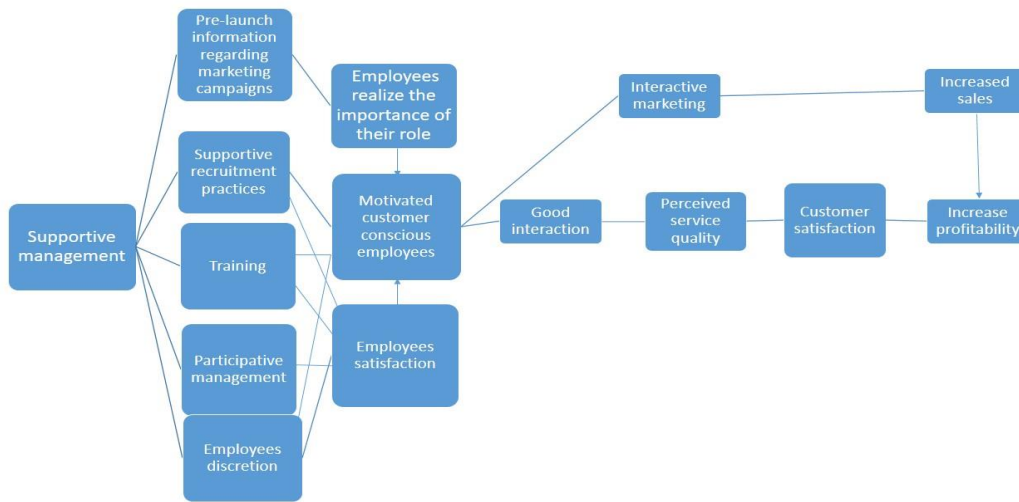 Pre-launch
information
regarding
marketing
campaigns
Employees
realize the
importance of
their role
Interactive
marketing
Increased
sales
Supportive
recruitment
practices
Supportive
management
Motivated
customer
conscious
employees
Good
interaction
Perceived
service
quality
Customer
satisfaction
Increase
profitability
Training
Employees
satisfaction
Participative
management
Employees
discretion